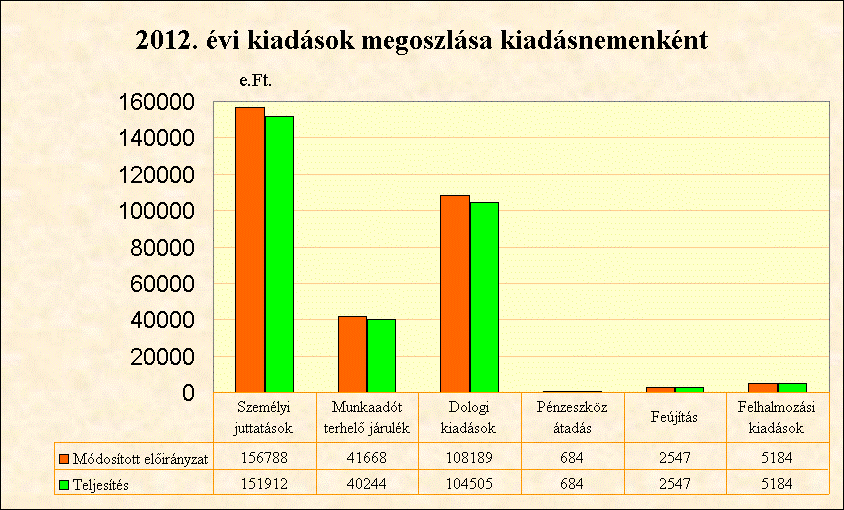 2012. évi kiadások megoszlása kiadásnemenként
e.Ft.
160000
140000
120000
100000
80000
60000
40000
20000
0
Személyi juttatások
Munkaadót terhelő járulék
Dologi kiadások
Pénzeszköz átadás
Feújítás
Felhalmozási kiadások
Módosított előirányzat 156788 41668 108189 684 2547 5184
Teljesítés 151912 40244 104505 684 2547 5184